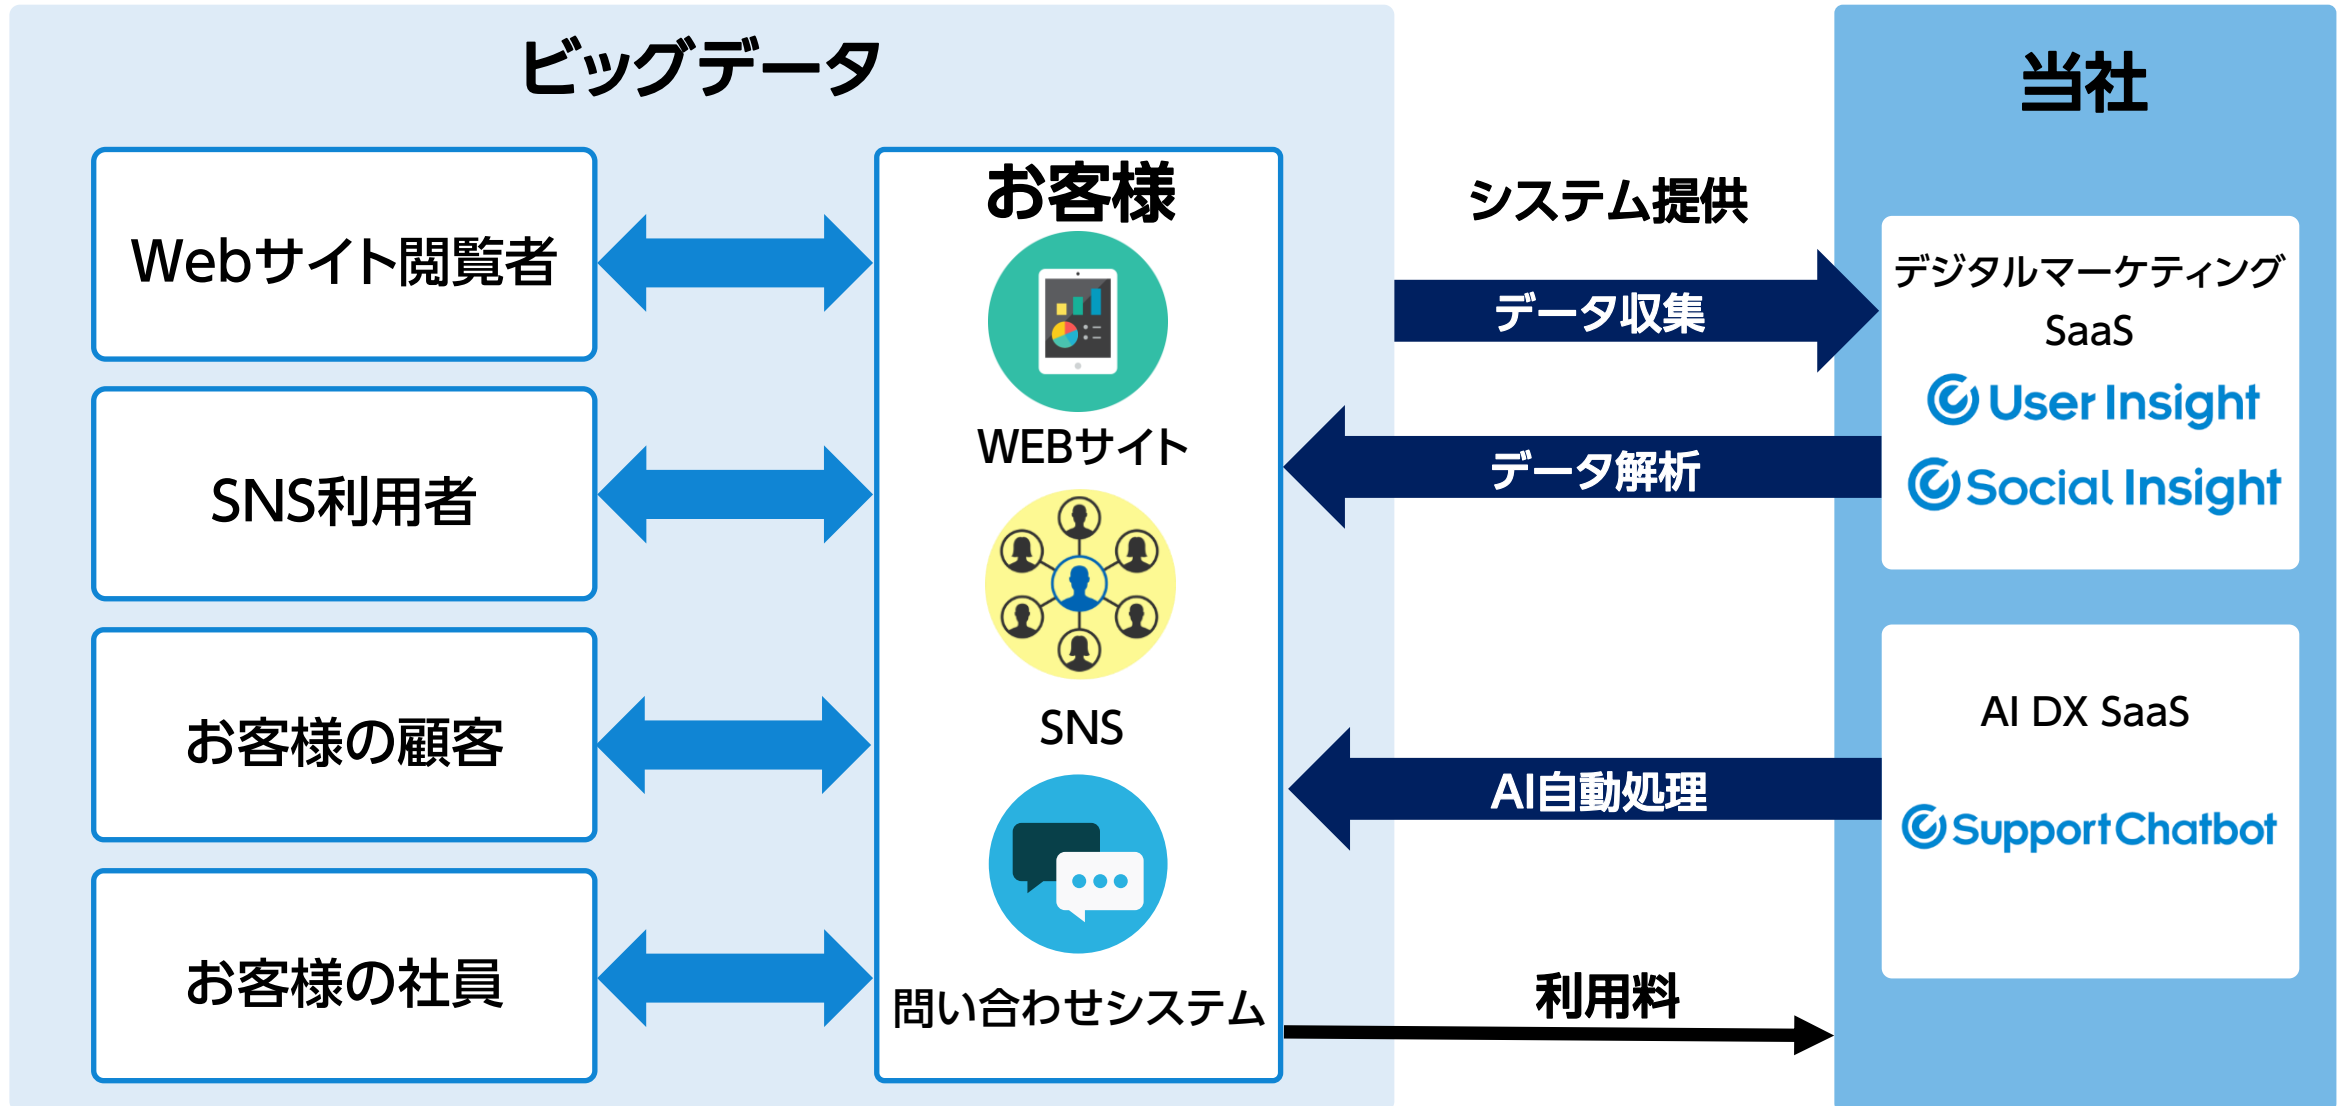 ビッグデータ
Webサイト閲覧者
SNS利用者
お客様の顧客
お客様の社員
お客様
WEBサイト
SNS
問い合わせシステム
システム提供
データ収集
データ解析
AI自動処理
利用料
当社
デジタルマーケティング
SaaS
User Insight
Social Insight
AI DX SaaS
Support Chatbot